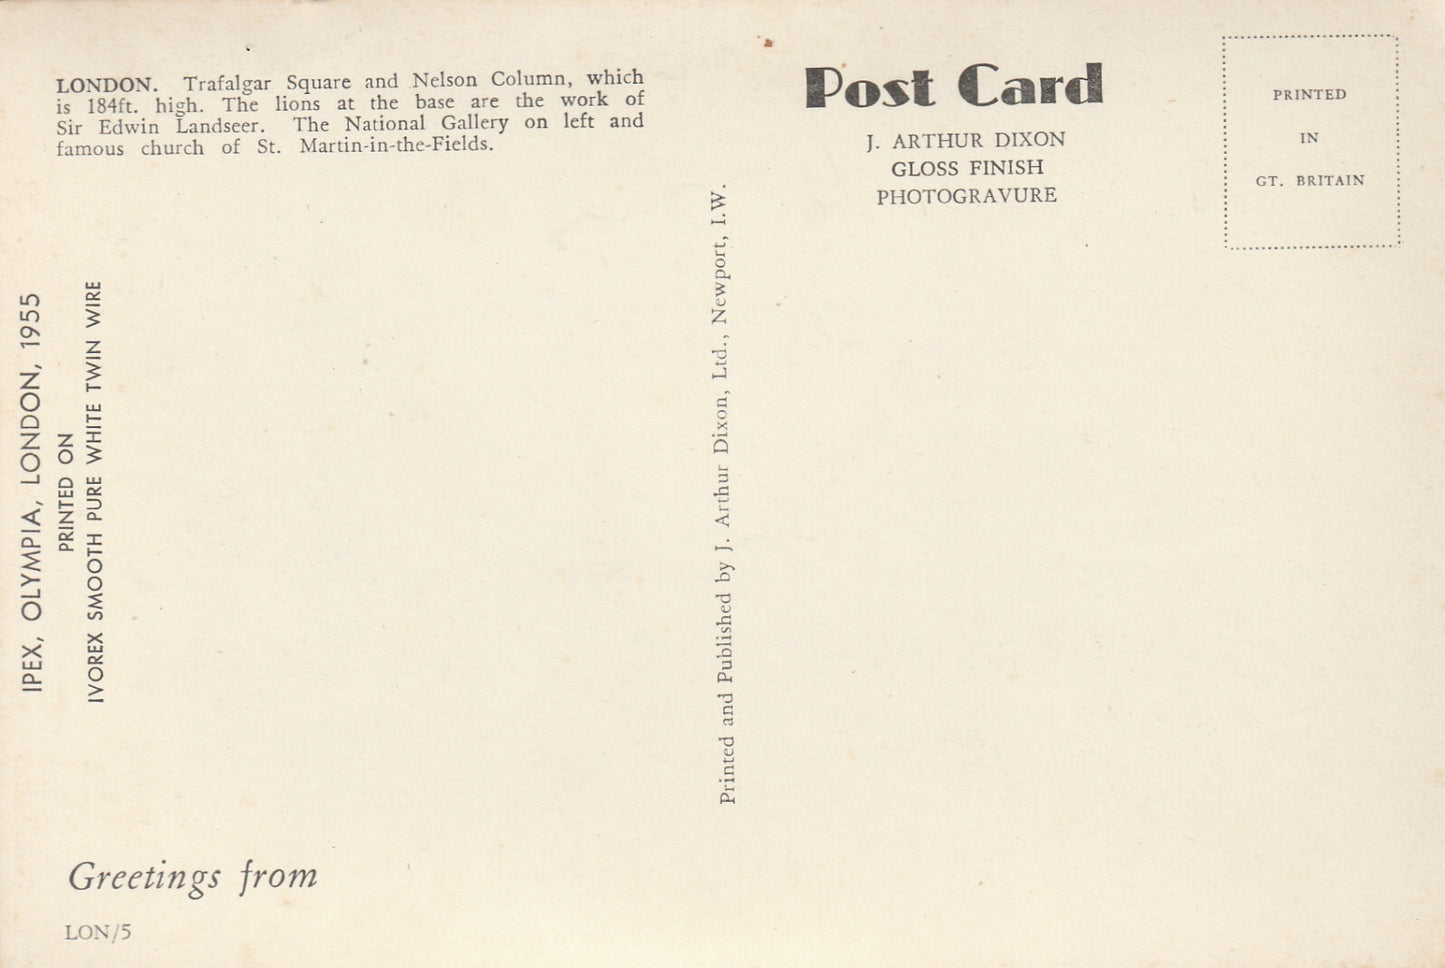 LONDON. Trafalgar Square and Nelson Column, which
is 184ft. high. The lions at the base are the work of
Sir Edwin Landseer. The National Gallery on left and
famous church of St. Martin-in-the-Fields.
IPEX, OLYMPIA, LONDON, 1955
PRINTED ON
IVOREX SMOOTH PURE WHITE TWIN WIRE
Greetings from
LON/5
Printed and Published by J. Arthur Dixon, Ltd., Newport, I.W.
Post Card
J. ARTHUR DIXON
GLOSS FINISH
PHOTOGRAVURE
PRINTED
IN
GT. BRITAIN